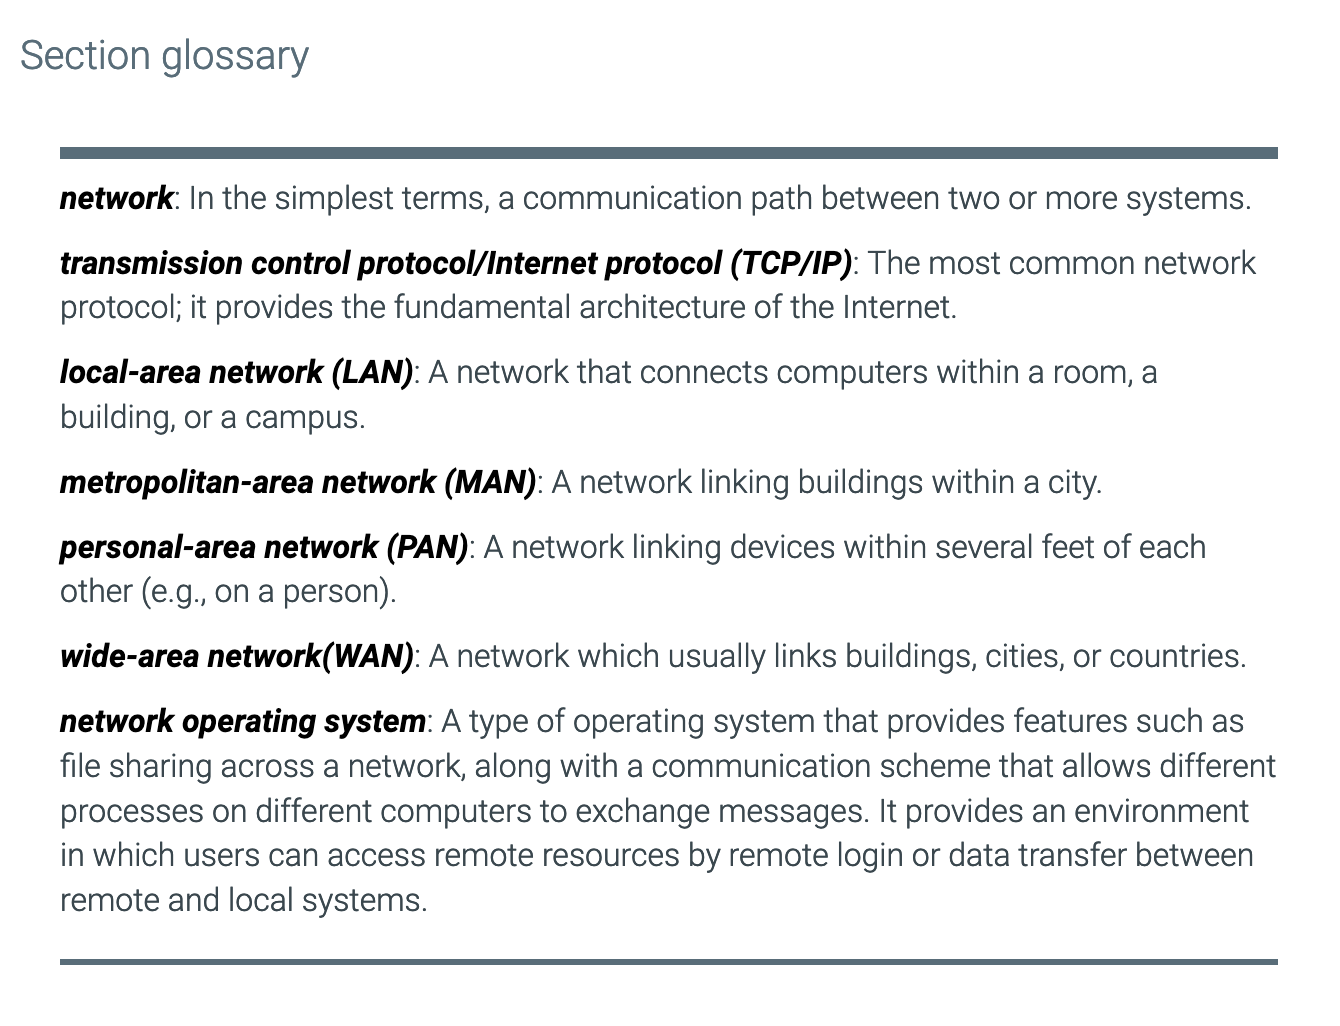 Section glossary
network: In the simplest terms, a communication path between two or more systems.
transmission control protocol/Internet protocol (TCP/IP): The most common network
protocol; it provides the fundamental architecture of the Internet.
local-area network (LAN): A network that connects computers within a room, a
building, or a campus.
metropolitan-area network (MAN): A network linking buildings within a city.
personal-area network (PAN): A network linking devices within several feet of each
other (e.g., on a person).
wide-area network(WAN): A network which usually links buildings, cities, or countries.
network operating system: A type of operating system that provides features such as
file sharing across a network, along with a communication scheme that allows different
processes on different computers to exchange messages. It provides an environment
in which users can access remote resources by remote login or data transfer between
remote and local systems.